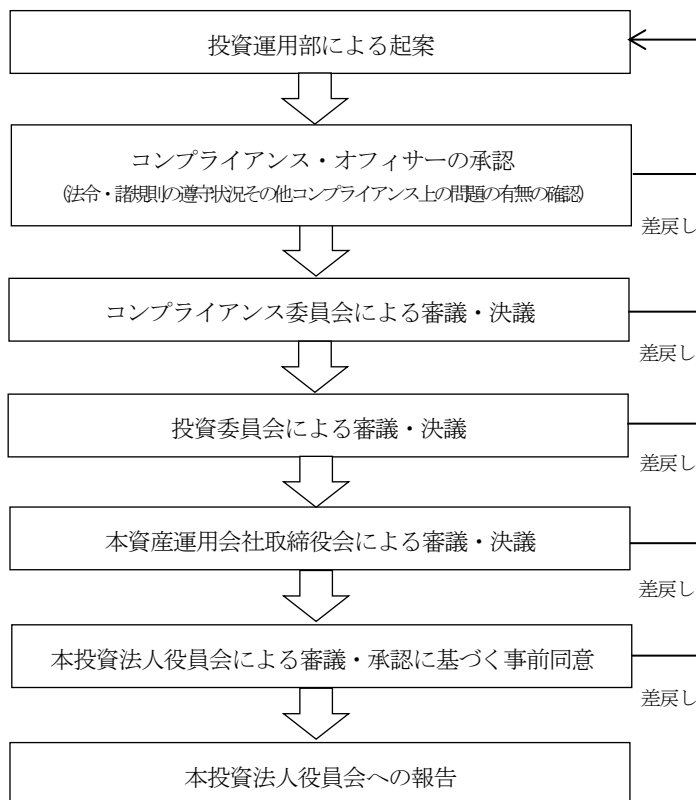 投資運用部による起案
コンプライアンス・オフィサーの承認
(法令・諸規則の遵守状況その他コンプライアンス上の問題の有無の確認)
差戻し
コンプライアンス委員会による審議・決議
差戻し
投資委員会による審議・決議
差戻し
本資産運用会社取締役会による審議・決議
差戻し
本投資法人役員会による審議・承認に基づく事前同意
差戻し
本投資法人役員会への報告